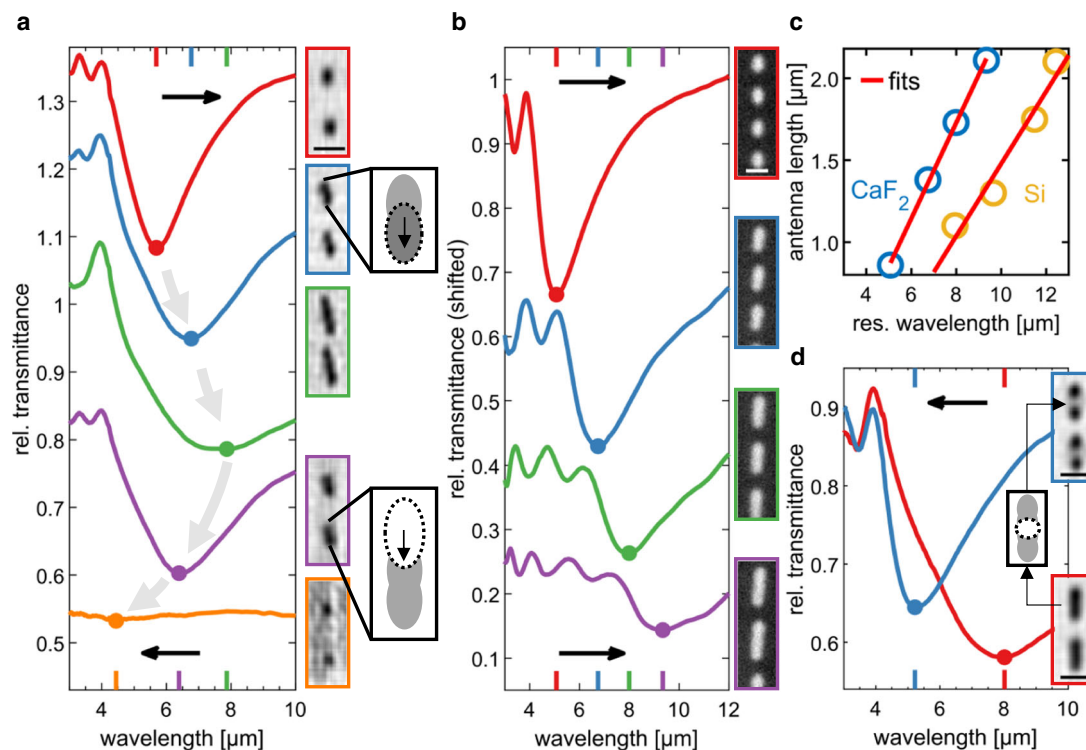 a
1.3
1.2
1.1
1
0.9
0.8
0.7
0.6
0.5
rel. transmittance
4
6
8
10
wavelength [µm]
b
1
0.9
0.8
0.7
0.6
0.5
0.4
0.3
0.2
0.1
rel. transmittance (shifted)
4
6
8
10
12
wavelength [µm]
c
2.0
1.5
1.0
antenna length [µm]
fits
CaF₂
Si
4
6
8
10
12
res. wavelength [µm]
d
0.9
0.8
0.7
0.6
rel. transmittance
4
6
8
10
wavelength [µm]